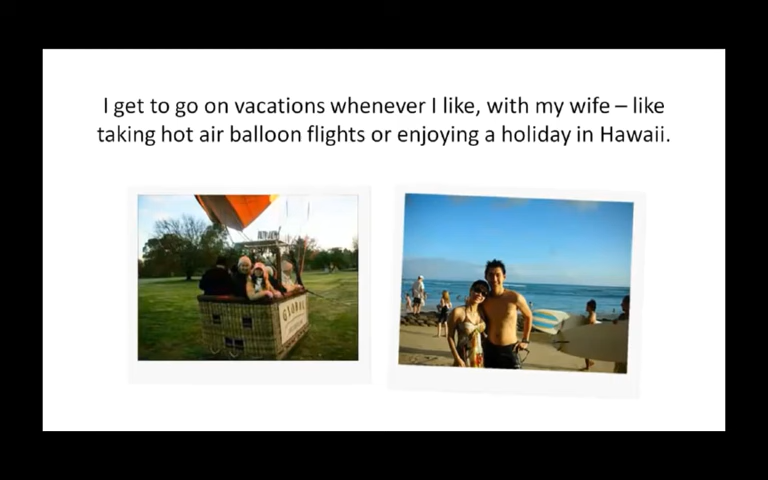 I get to go on vacations whenever I like, with my wife – like
taking hot air balloon flights or enjoying a holiday in Hawaii.
GLOBAL